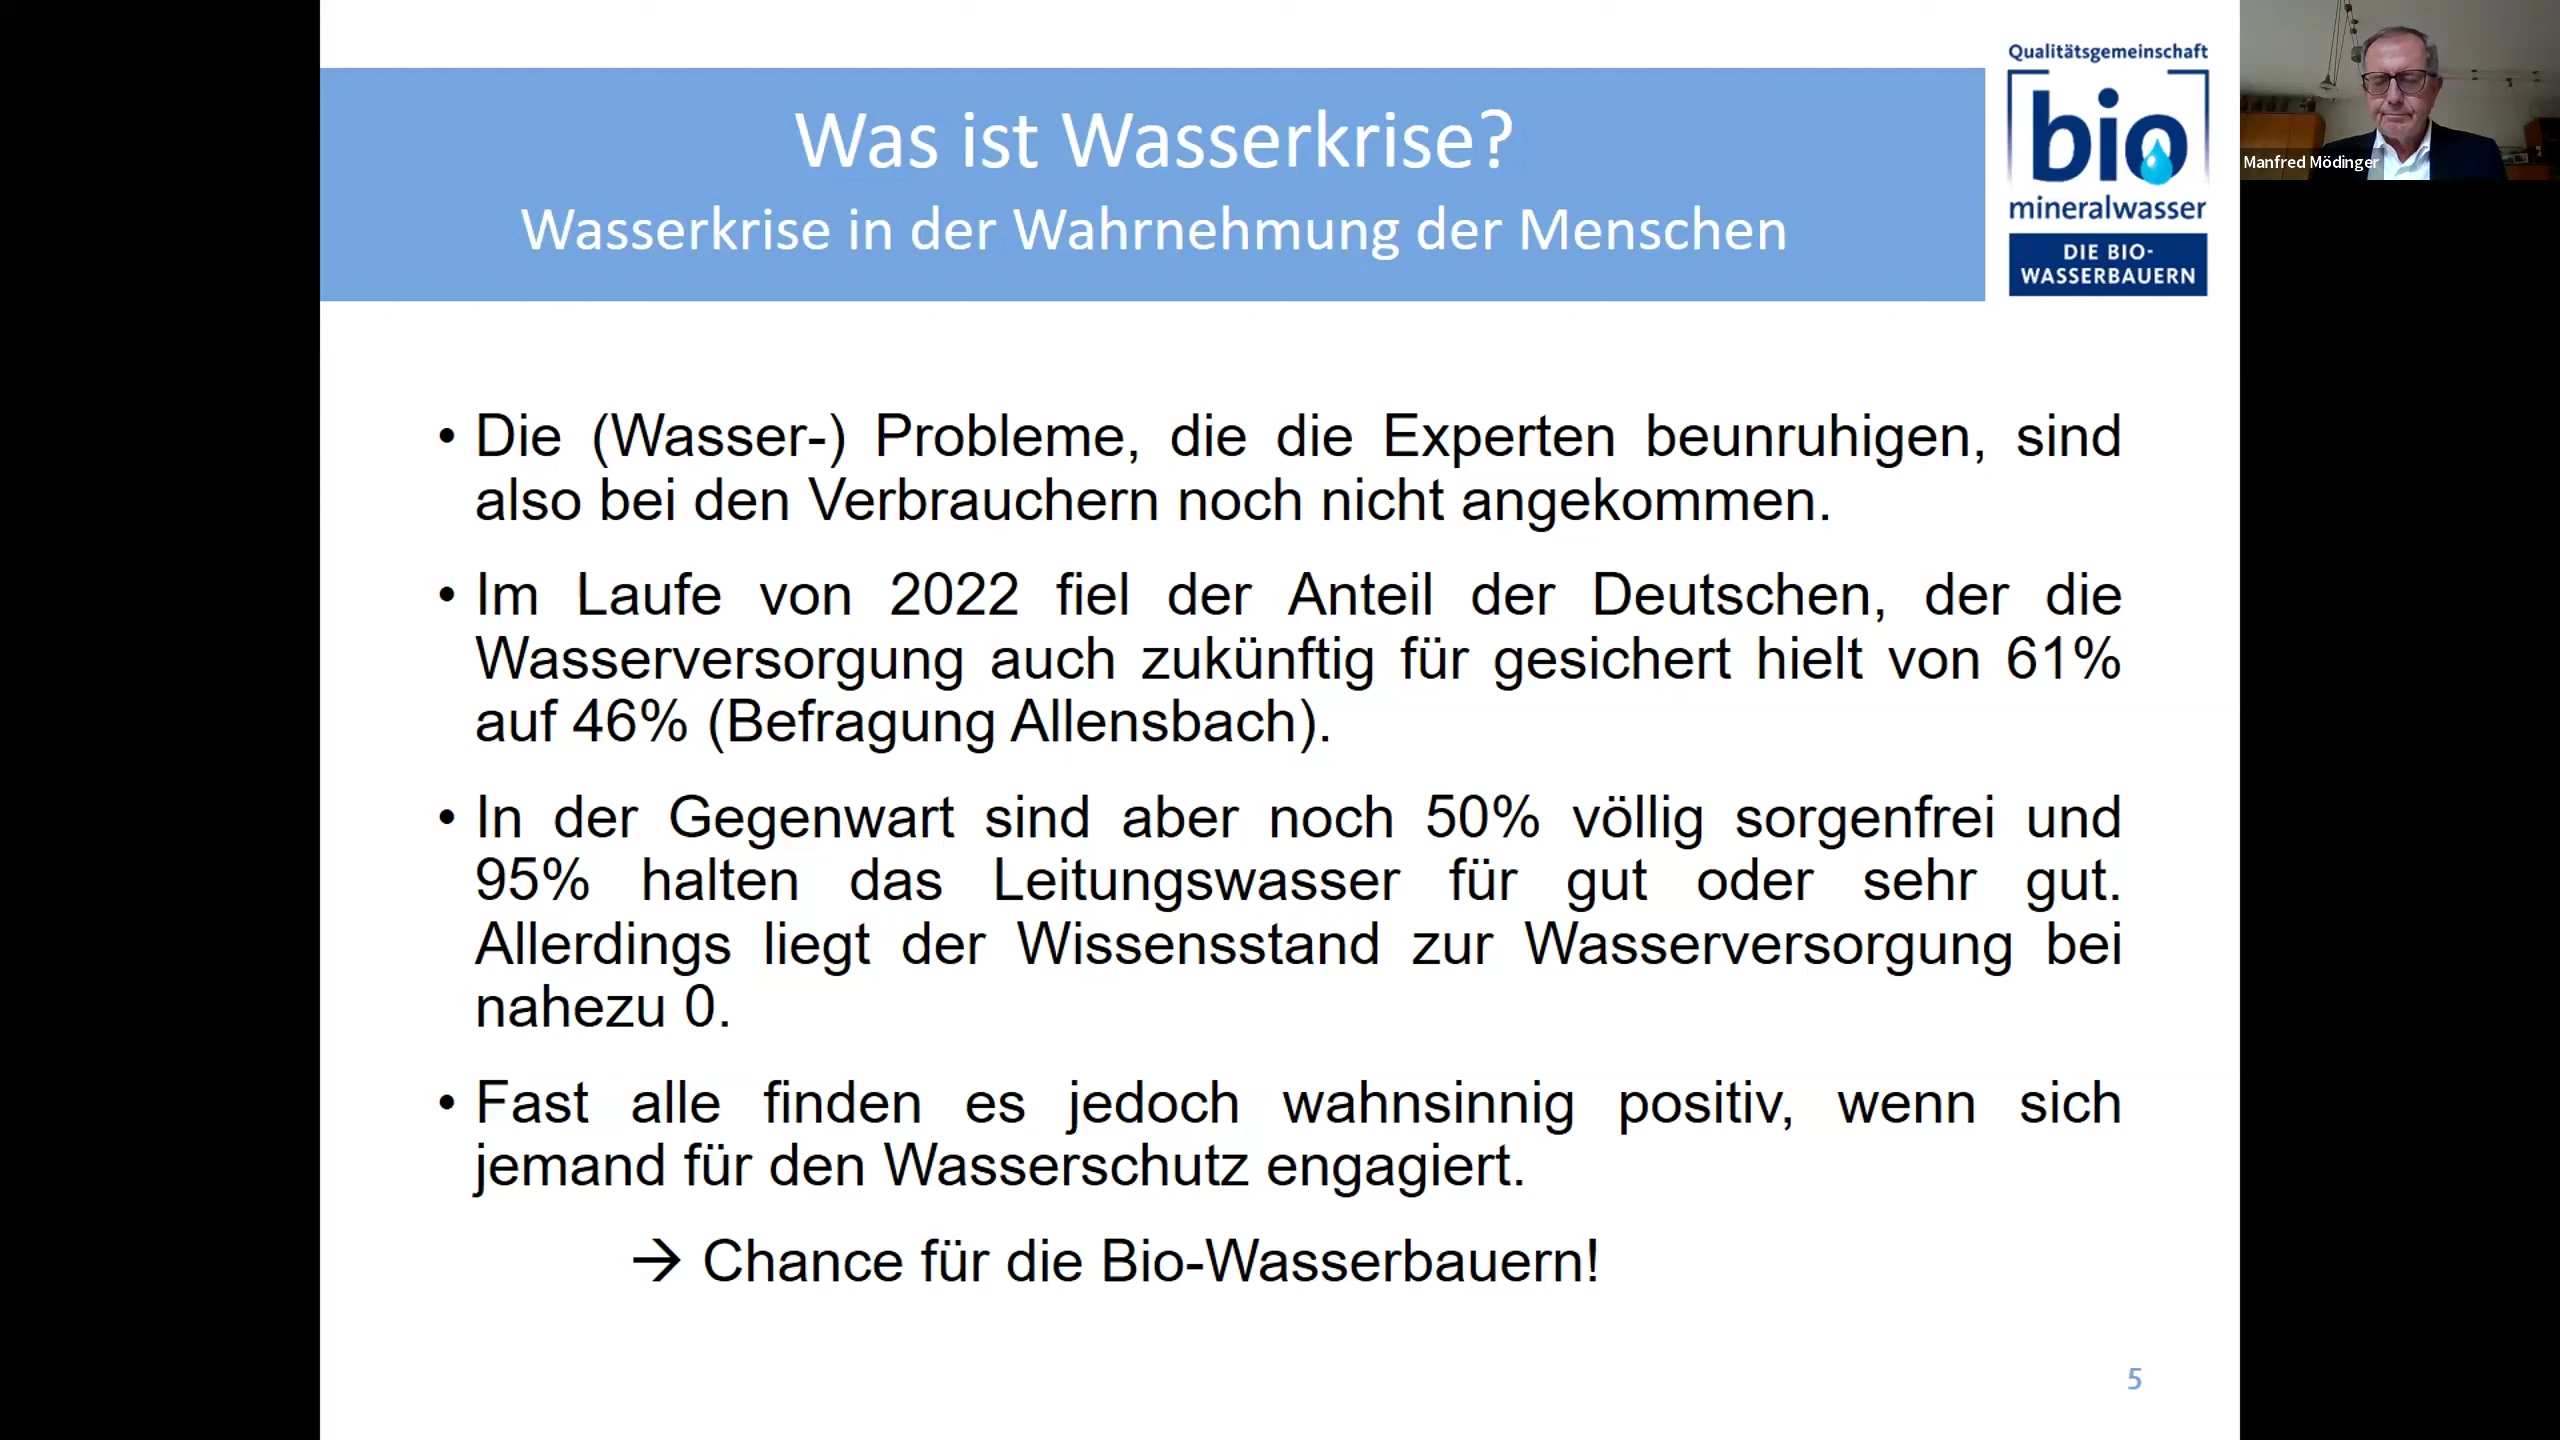 Was ist Wasserkrise?
Wasserkrise in der Wahrnehmung der Menschen
Qualitätsgemeinschaft
bio
mineralwasser
DIE BIO-
WASSERBAUERN
Manfred Mödinger
• Die (Wasser-) Probleme, die die Experten beunruhigen, sind
also bei den Verbrauchern noch nicht angekommen.
• Im Laufe von 2022 fiel der Anteil der Deutschen, der die
Wasserversorgung auch zukünftig für gesichert hielt von 61%
auf 46% (Befragung Allensbach).
• In der Gegenwart sind aber noch 50% völlig sorgenfrei und
95% halten das Leitungswasser für gut oder sehr gut.
Allerdings liegt der Wissensstand zur Wasserversorgung bei
nahezu 0.
• Fast alle finden es jedoch wahnsinnig positiv, wenn sich
jemand für den Wasserschutz engagiert.
→ Chance für die Bio-Wasserbauern!
5